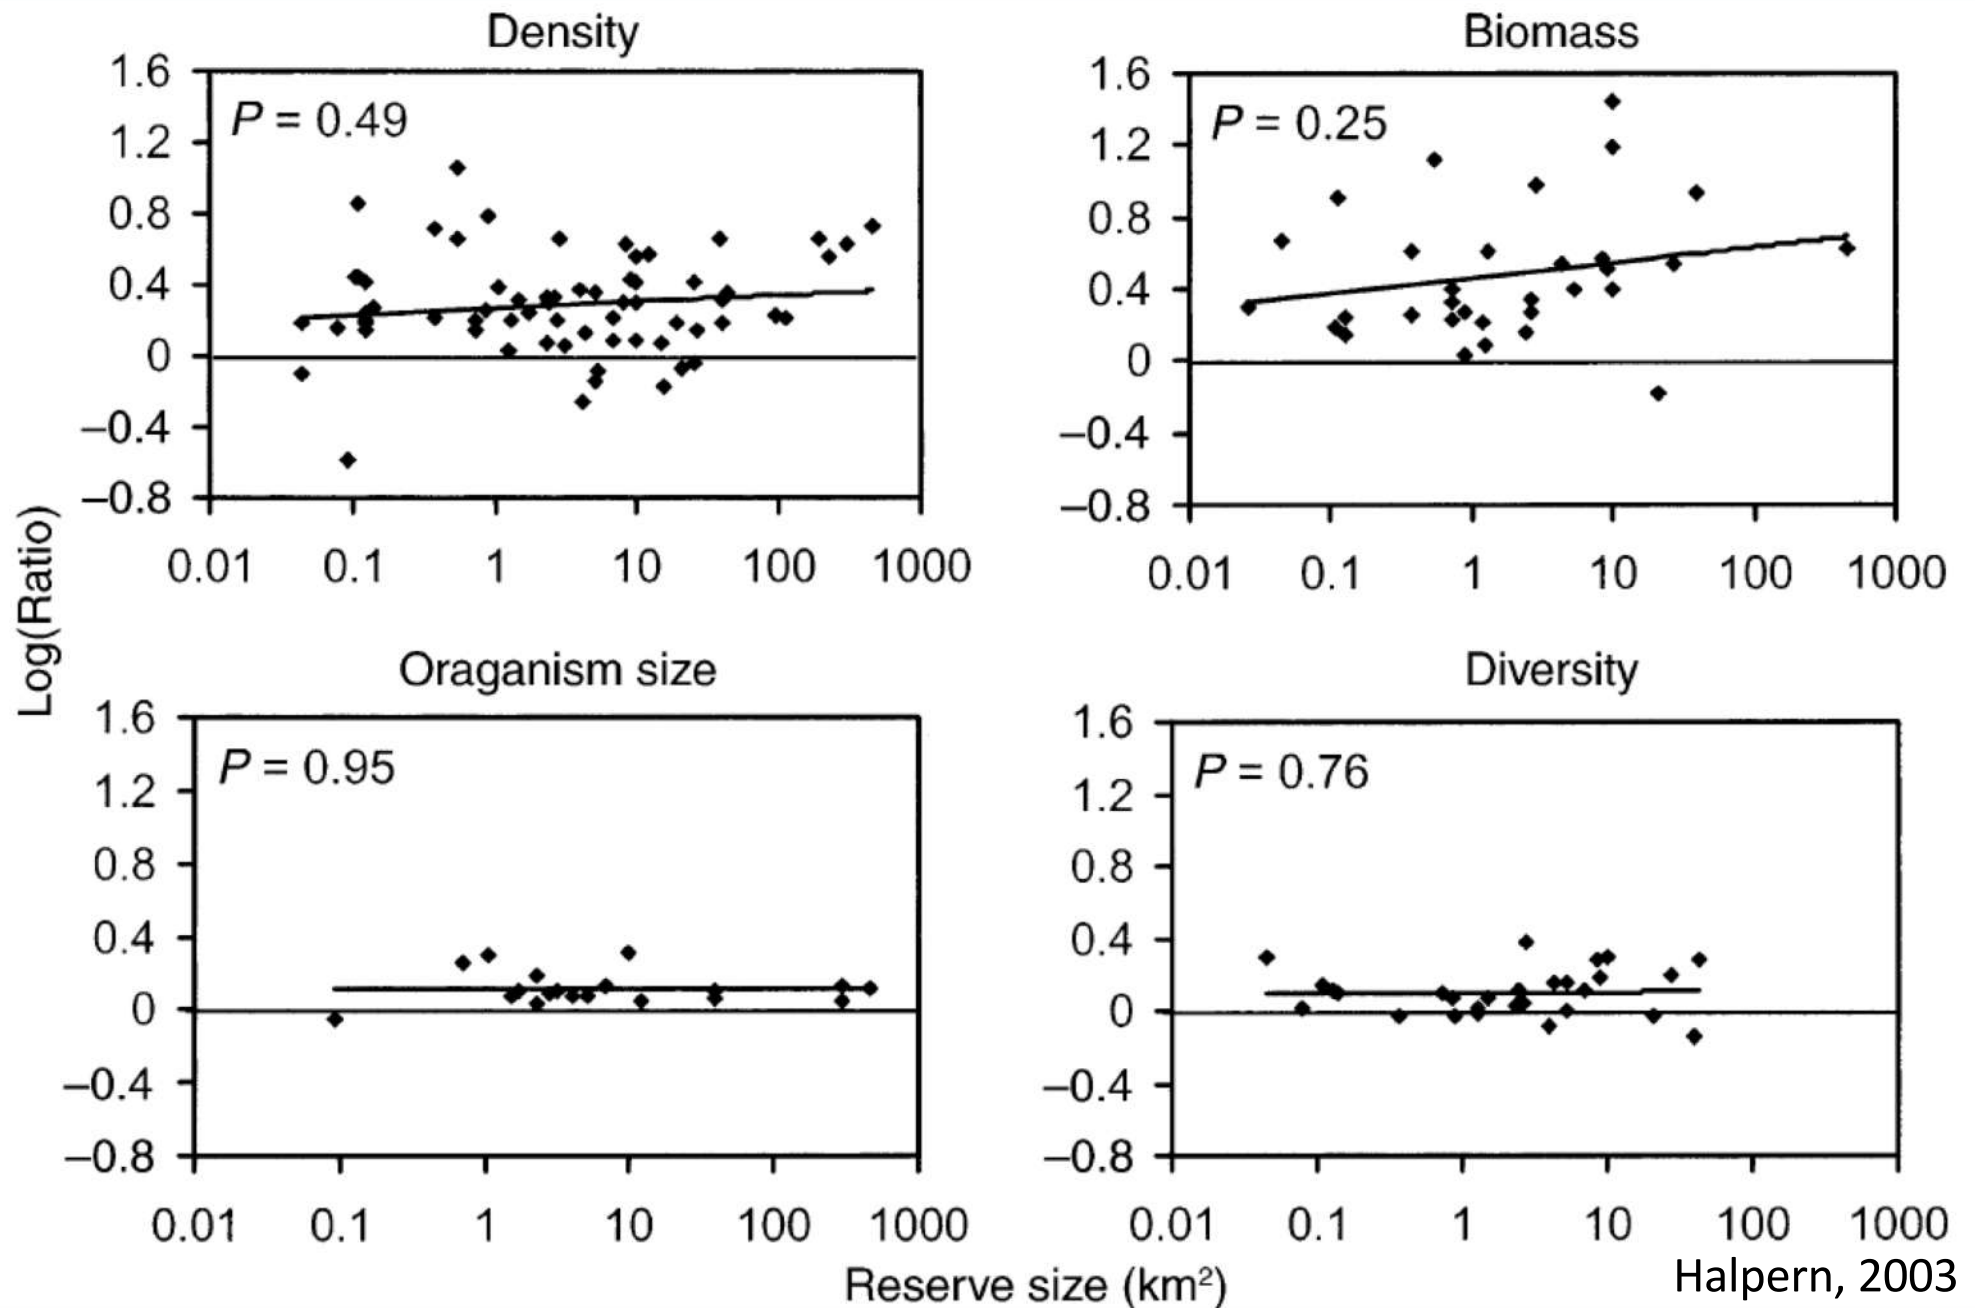 Density
1.6
P = 0.49
1.2
0.8
0.4
0
–0.4
–0.8
0.01 0.1 1 10 100 1000
Biomass
1.6
P = 0.25
1.2
0.8
0.4
0
–0.4
–0.8
0.01 0.1 1 10 100 1000
Log(Ratio)
Oraganism size
1.6
P = 0.95
1.2
0.8
0.4
0
–0.4
–0.8
0.01 0.1 1 10 100 1000
Diversity
1.6
P = 0.76
1.2
0.8
0.4
0
–0.4
–0.8
0.01 0.1 1 10 100 1000
Reserve size (km²)
Halpern, 2003